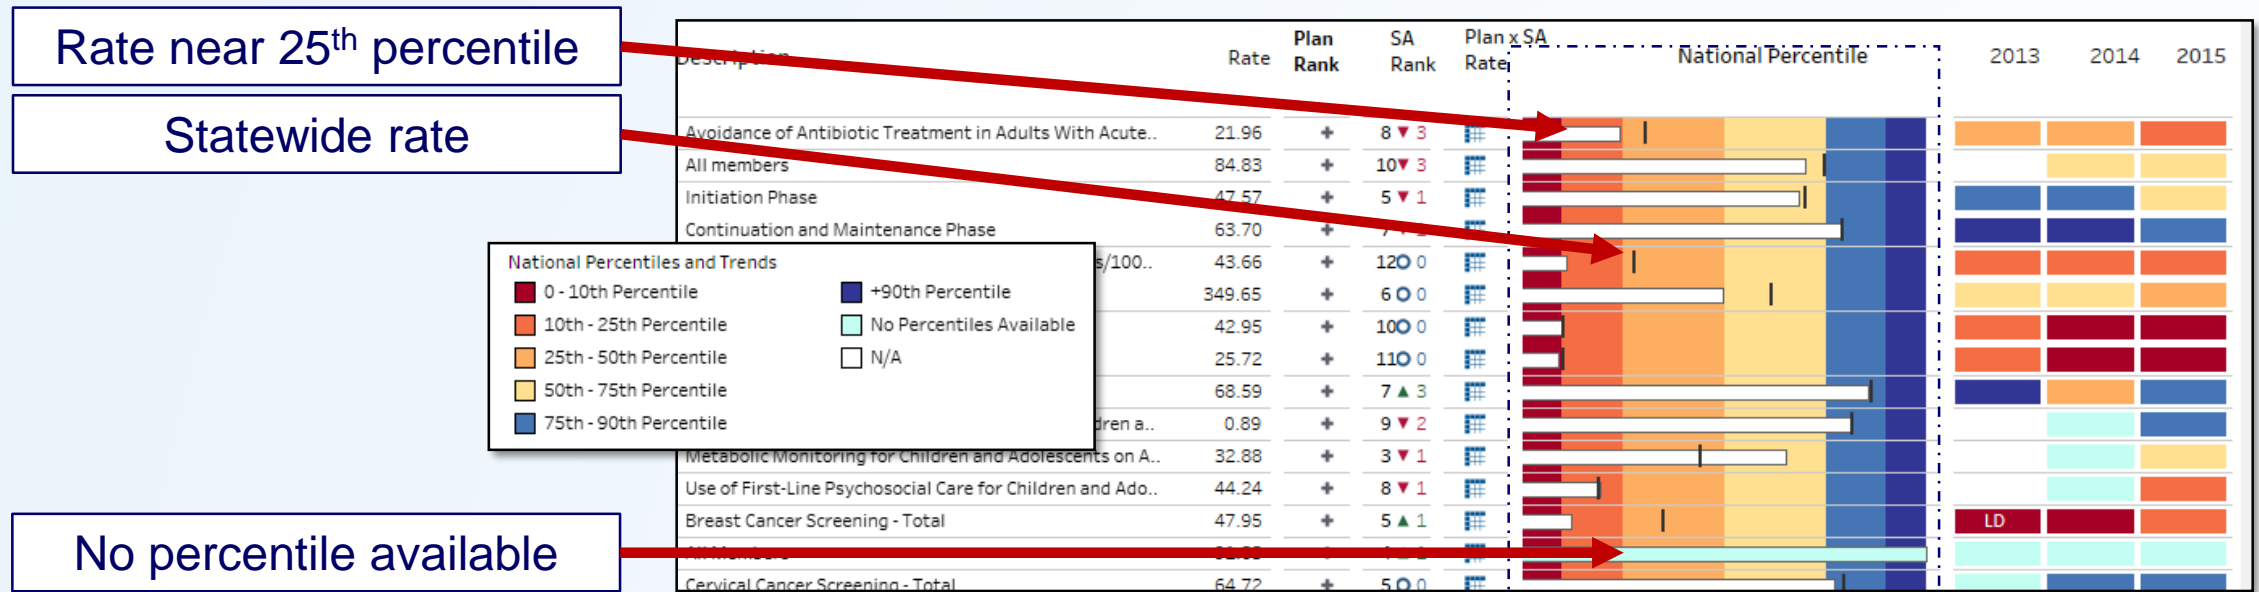 Rate near 25th percentile
Statewide rate
No percentile available
Rate Plan Rank SA Rank Plan x SA Rate National Percentile 2013 2014 2015
Avoidance of Antibiotic Treatment in Adults With Acute.. 21.96 + 8 ▼ 3
All members 84.83 + 10▼ 3
Initiation Phase 47.57 + 5 ▼ 1
Continuation and Maintenance Phase 63.70 +
s/100.. 43.66 + 12O 0
349.65 + 6 O 0
42.95 + 10O 0
25.72 + 11O 0
68.59 + 7 ▲ 3
dren a.. 0.89 + 9 ▼ 2
Metabolic Monitoring for Children and Adolescents on A.. 32.88 + 3 ▼ 1
Use of First-Line Psychosocial Care for Children and Ado.. 44.24 + 8 ▼ 1
Breast Cancer Screening - Total 47.95 + 5 ▲ 1 LD
Cervical Cancer Screening - Total 64.72 + 5 O 0
National Percentiles and Trends
0 - 10th Percentile
10th - 25th Percentile
25th - 50th Percentile
50th - 75th Percentile
75th - 90th Percentile
+90th Percentile
No Percentiles Available
N/A